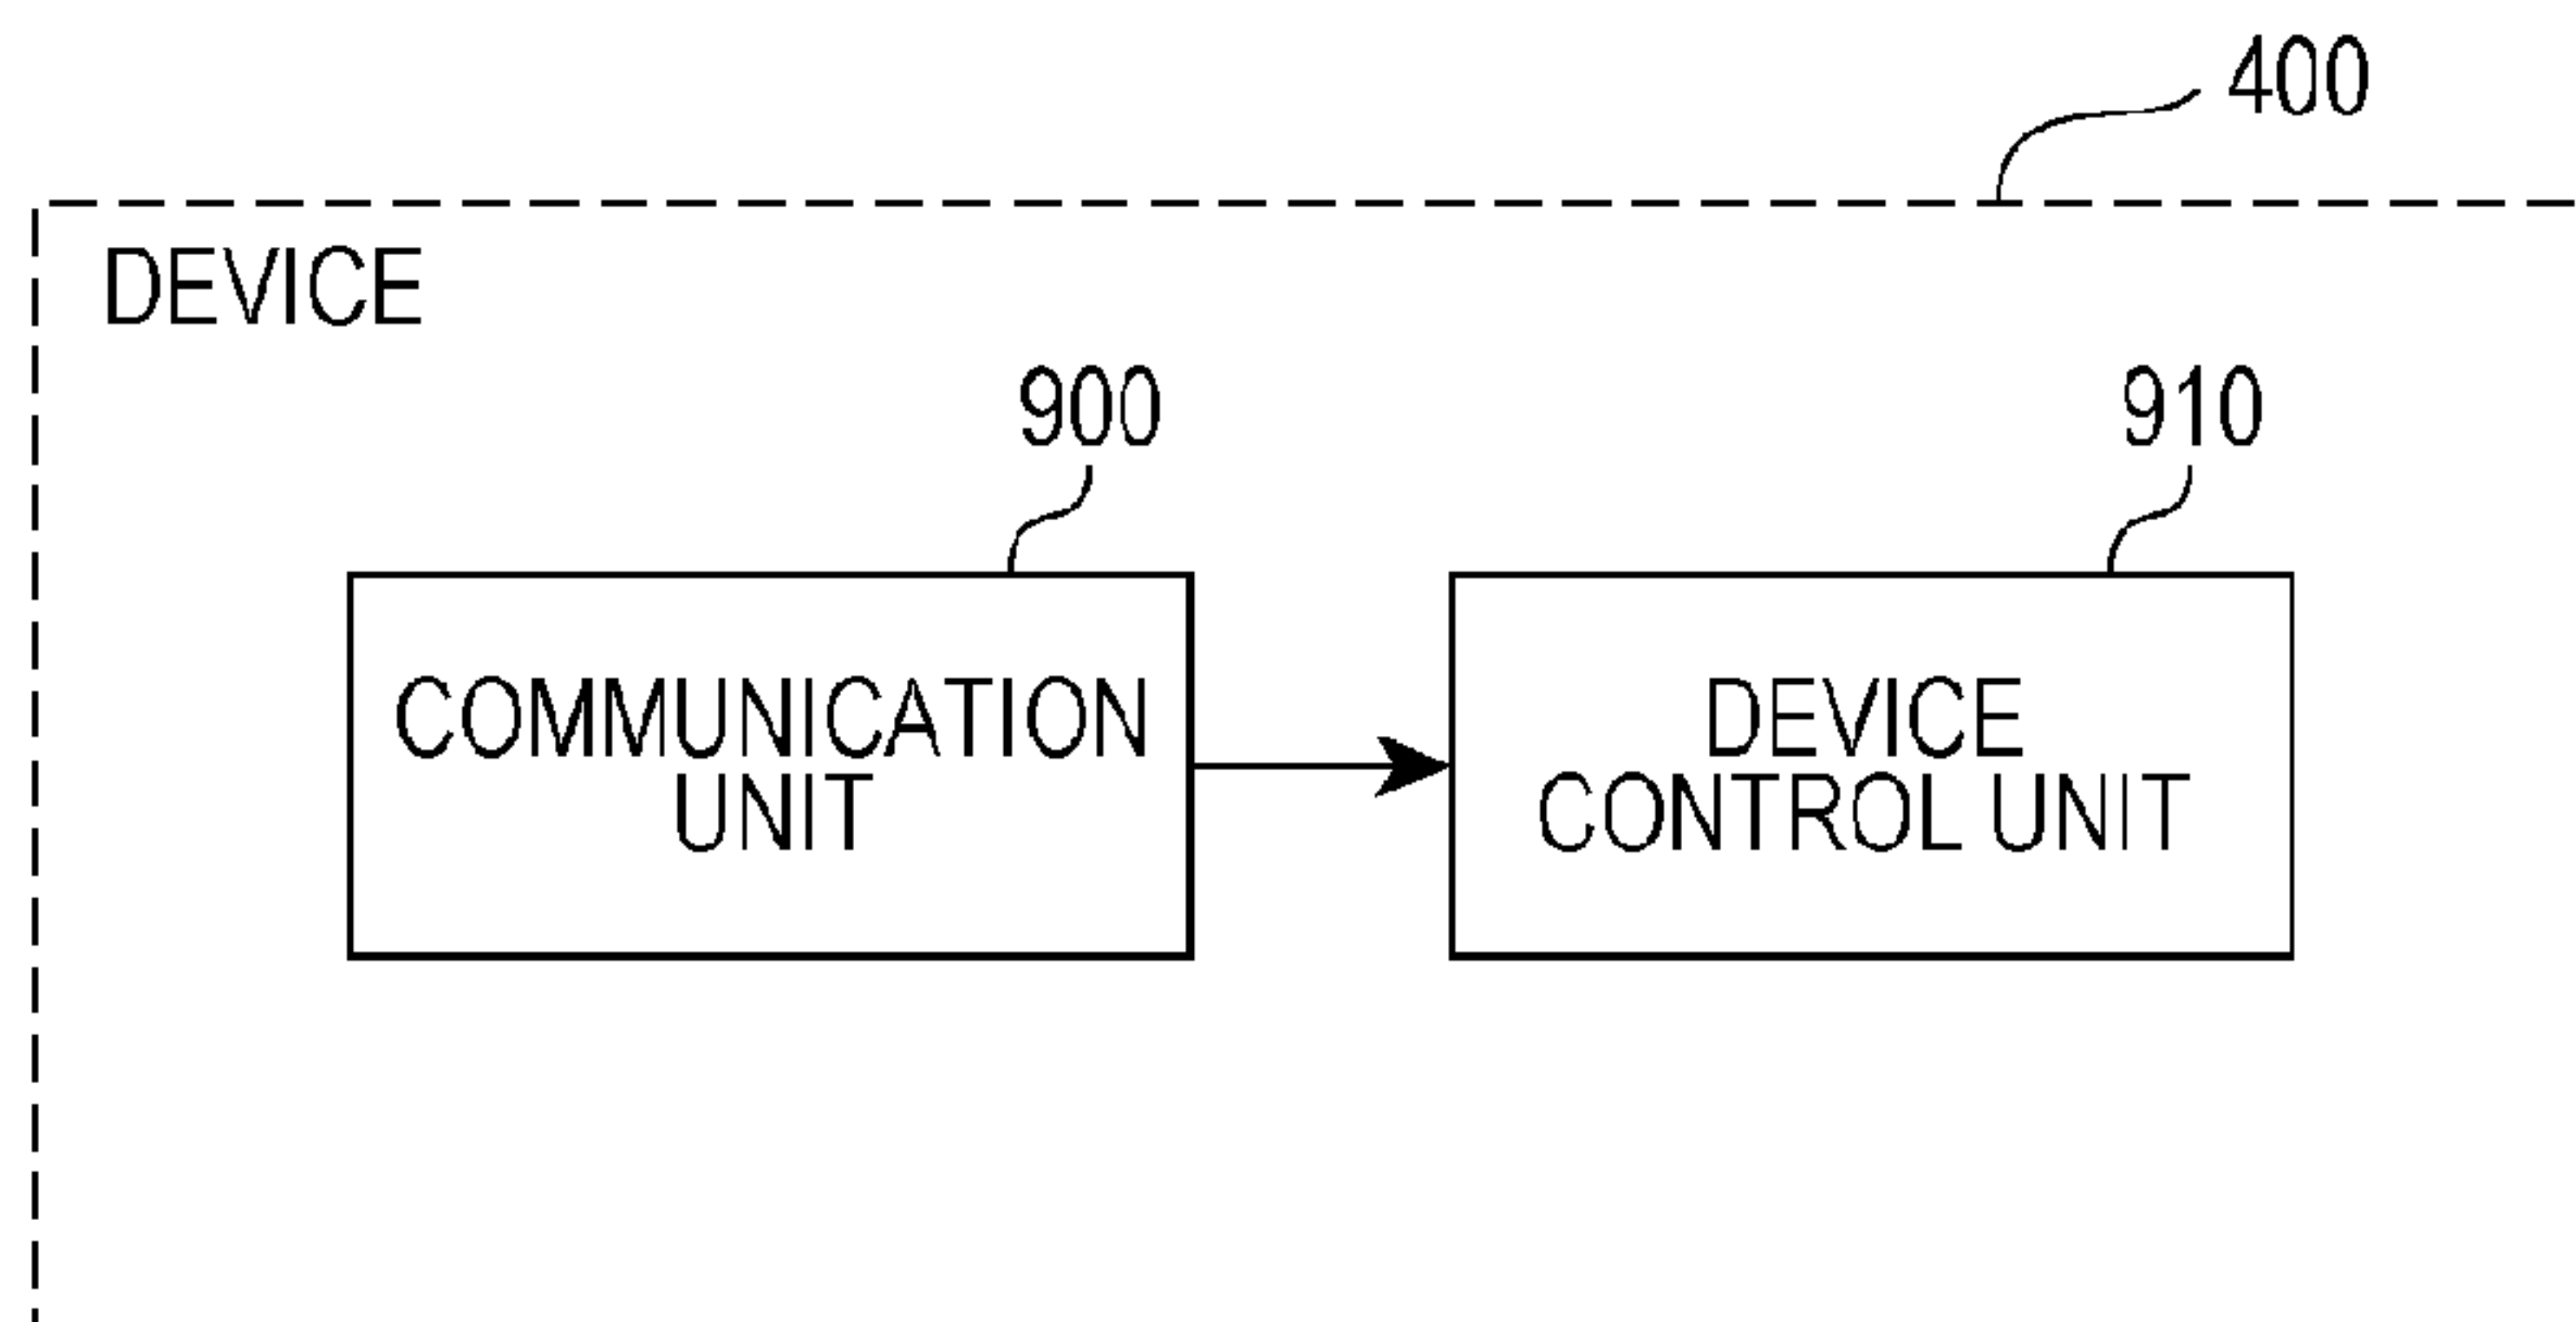 400
DEVICE
900
910
COMMUNICATION
UNIT
DEVICE
CONTROL UNIT